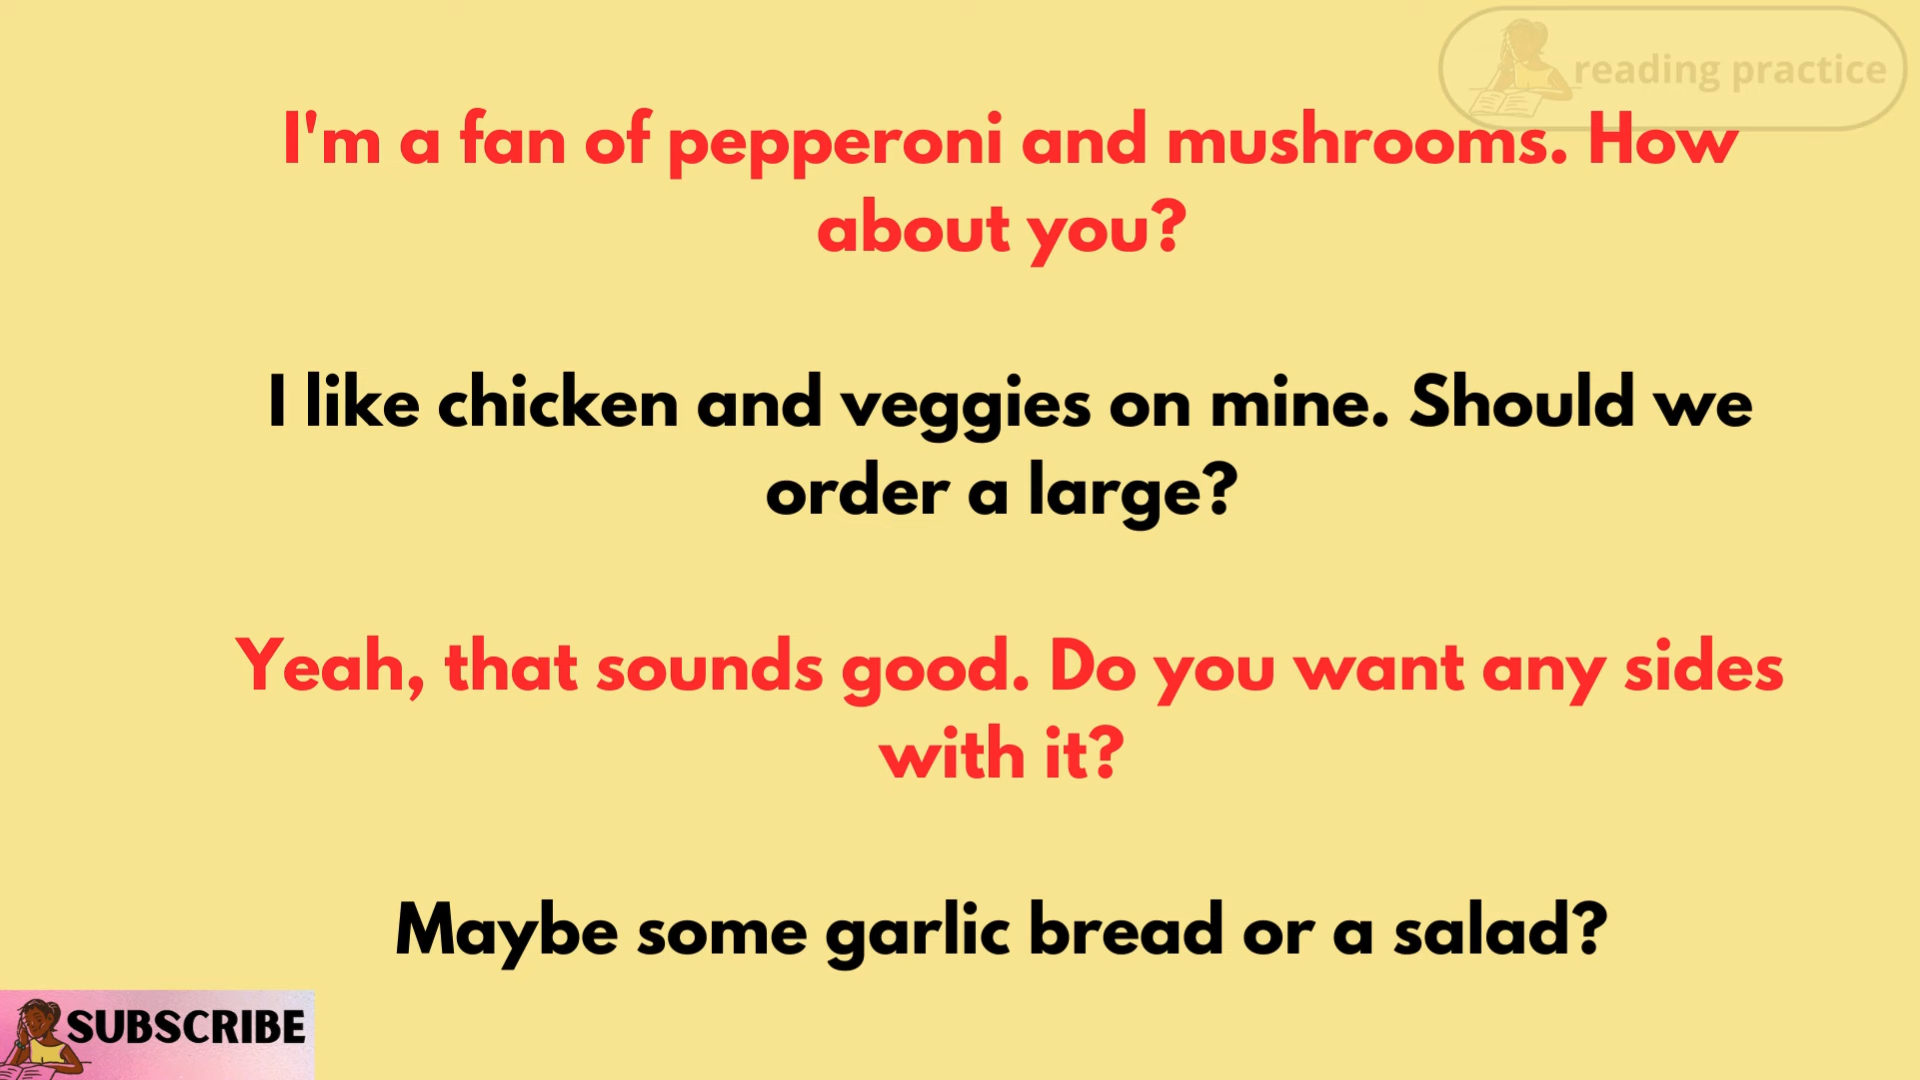 reading practice
I'm a fan of pepperoni and mushrooms. How
about you?
I like chicken and veggies on mine. Should we
order a large?
Yeah, that sounds good. Do you want any sides
with it?
Maybe some garlic bread or a salad?
SUBSCRIBE